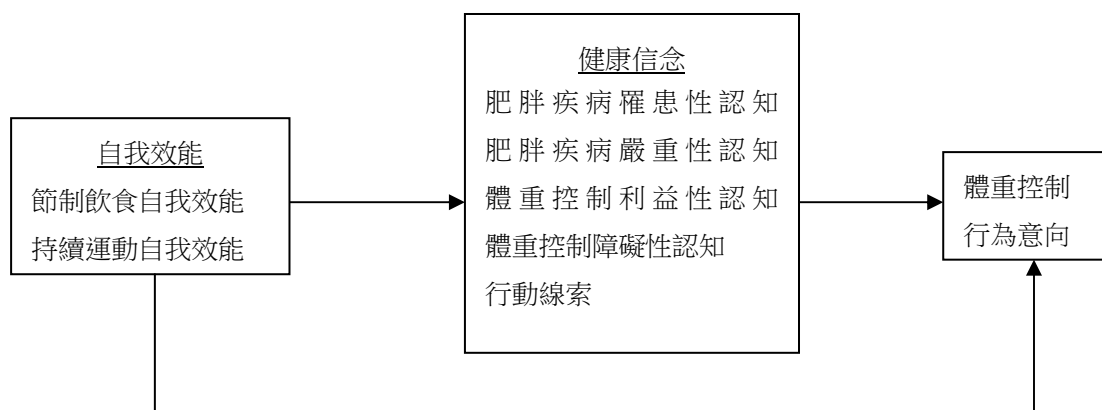 自我效能
節制飲食自我效能
持續運動自我效能
健康信念
肥胖疾病罹患性認知
肥胖疾病嚴重性認知
體重控制利益性認知
體重控制障礙性認知
行動線索
體重控制
行為意向